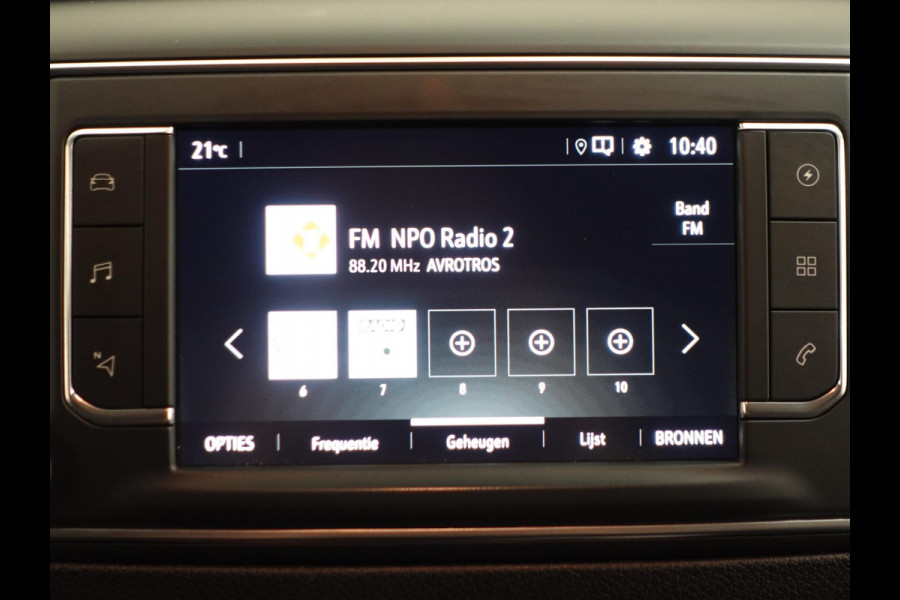 21°C
10:40
Band
FM
FM NPO Radio 2
88.20 MHz AVROTROS
6 7 8 9 10
N
OPTIES Frequentie Geheugen Lijst BRONNEN